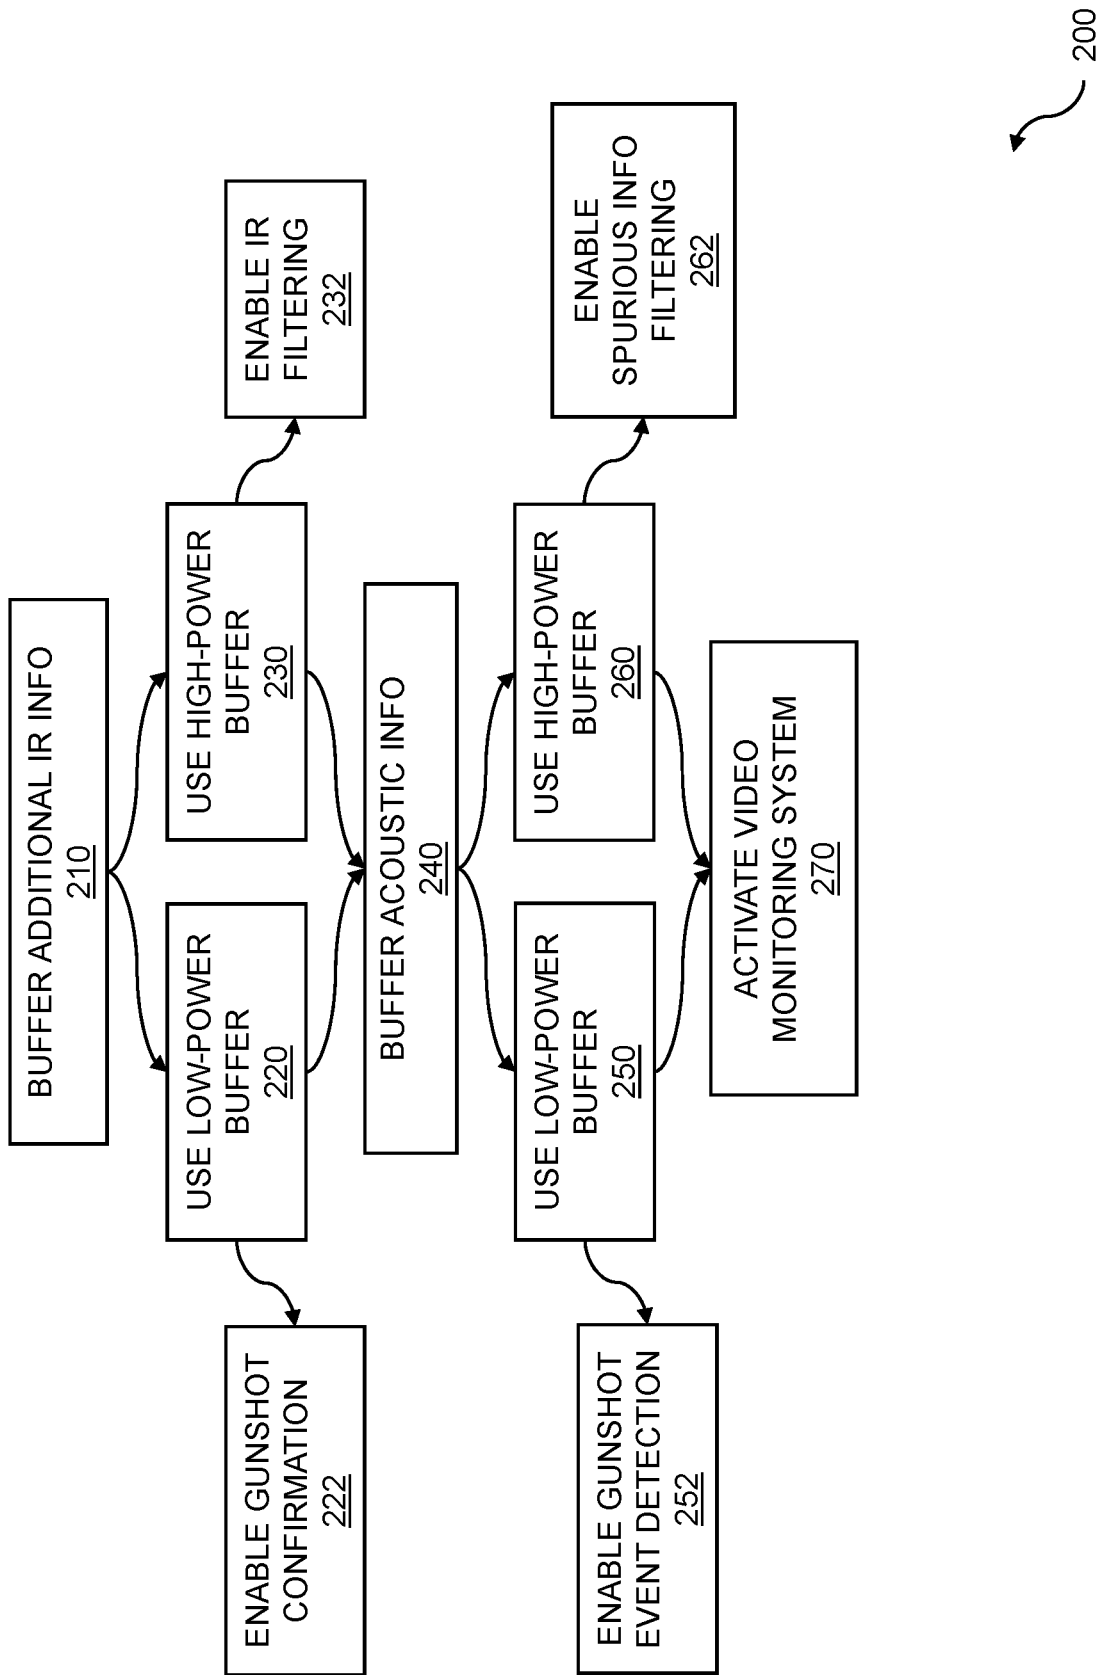 BUFFER ADDITIONAL IR INFO
210
USE LOW-POWER
BUFFER
220
USE HIGH-POWER
BUFFER
230
ENABLE GUNSHOT
CONFIRMATION
222
ENABLE IR
FILTERING
232
BUFFER ACOUSTIC INFO
240
USE LOW-POWER
BUFFER
250
USE HIGH-POWER
BUFFER
260
ENABLE GUNSHOT
EVENT DETECTION
252
ENABLE
SPURIOUS INFO
FILTERING
262
ACTIVATE VIDEO
MONITORING SYSTEM
270
200